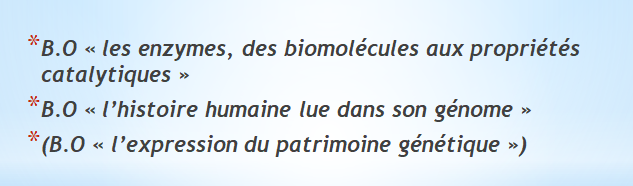 * B.O « les enzymes, des biomolécules aux propriétés
catalytiques »
* B.O « l’histoire humaine lue dans son génome »
* (B.O « l’expression du patrimoine génétique »)